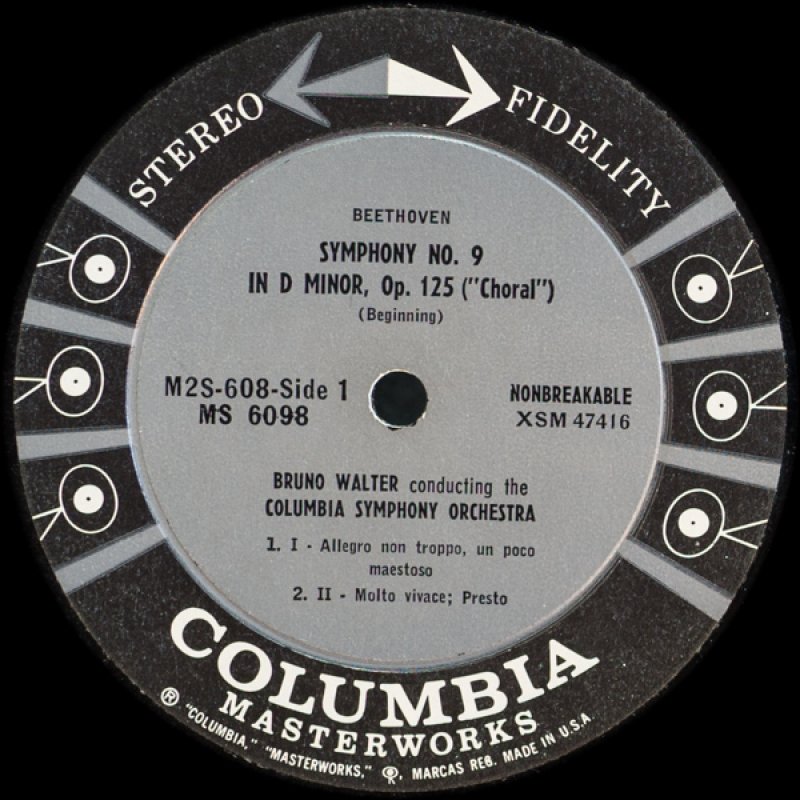 STEREO FIDELITY
BEETHOVEN
SYMPHONY NO. 9
IN D MINOR, Op. 125 ("Choral")
(Beginning)
M2S-608-Side 1
MS 6098
NONBREAKABLE
XSM 47416
BRUNO WALTER conducting the
COLUMBIA SYMPHONY ORCHESTRA
1. I - Allegro non troppo, un poco
maestoso
2. II - Molto vivace; Presto
COLUMBIA
MASTERWORKS
® "COLUMBIA," "MASTERWORKS," , MARCAS REG. MADE IN U.S.A